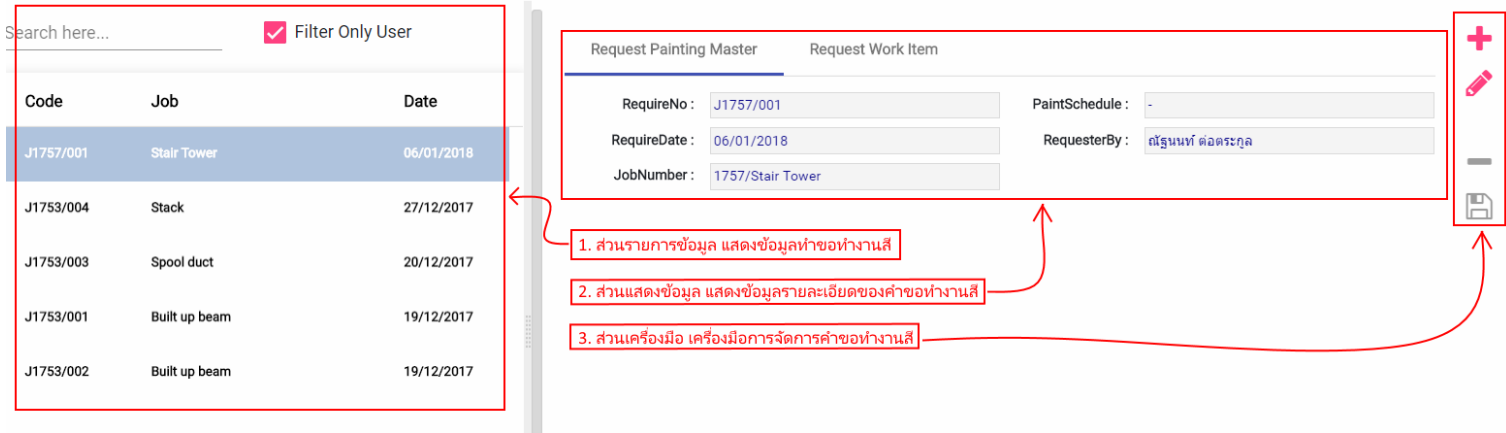 Search here...
Filter Only User
Code Job Date
J1757/001 Stair Tower 06/01/2018
J1753/004 Stack 27/12/2017
J1753/003 Spool duct 20/12/2017
J1753/001 Built up beam 19/12/2017
J1753/002 Built up beam 19/12/2017
Request Painting Master Request Work Item
RequireNo : J1757/001 PaintSchedule : -
RequireDate : 06/01/2018 RequesterBy : ณัฐนนท์ ต่อตระกูล
JobNumber : 1757/Stair Tower
1. ส่วนรายการข้อมูล แสดงข้อมูลทำขอทำงานสี
2. ส่วนแสดงข้อมูล แสดงข้อมูลรายละเอียดของคำขอทำงานสี
3. ส่วนเครื่องมือ เครื่องมือการจัดการคำขอทำงานสี